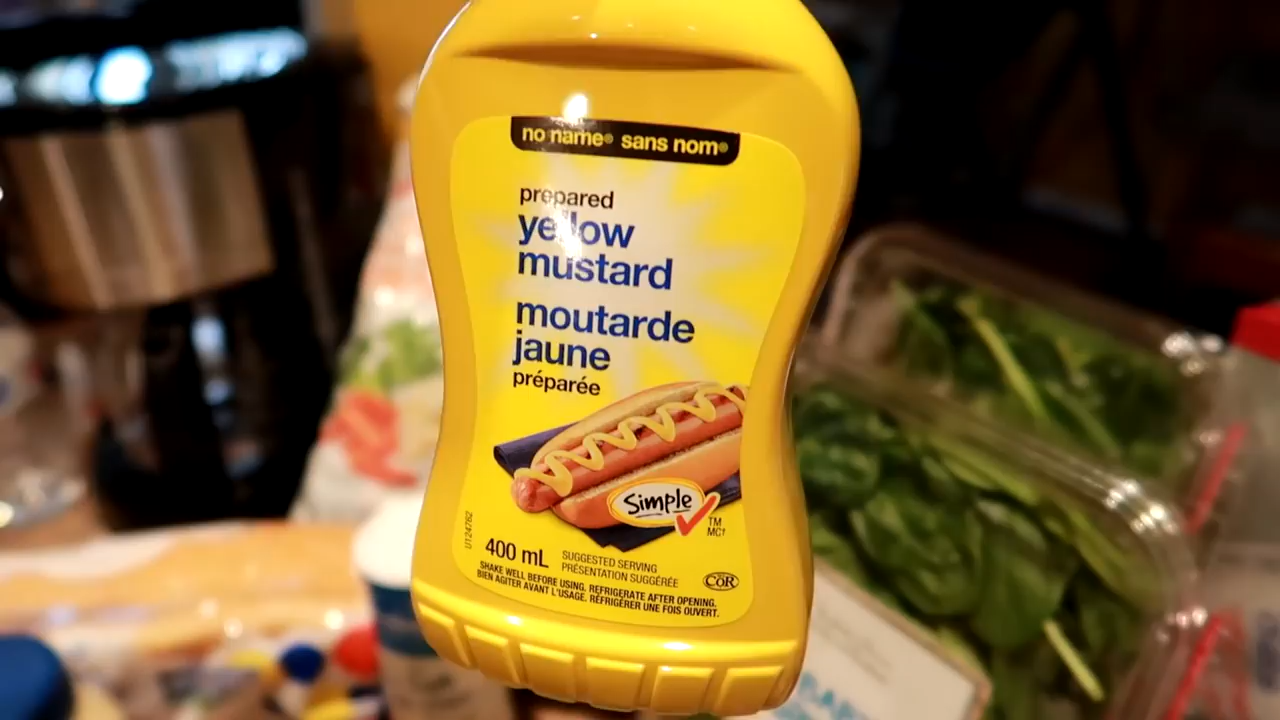 no name® sans nom®
prepared
yellow
mustard
moutarde
jaune
préparée
Simple
TM
MC†
U124762
400 mL
SUGGESTED SERVING
PRÉSENTATION SUGGÉRÉE
COR
SHAKE WELL BEFORE USING. REFRIGERATE AFTER OPENING.
BIEN AGITER AVANT L'USAGE. RÉFRIGÉRER UNE FOIS OUVERT.